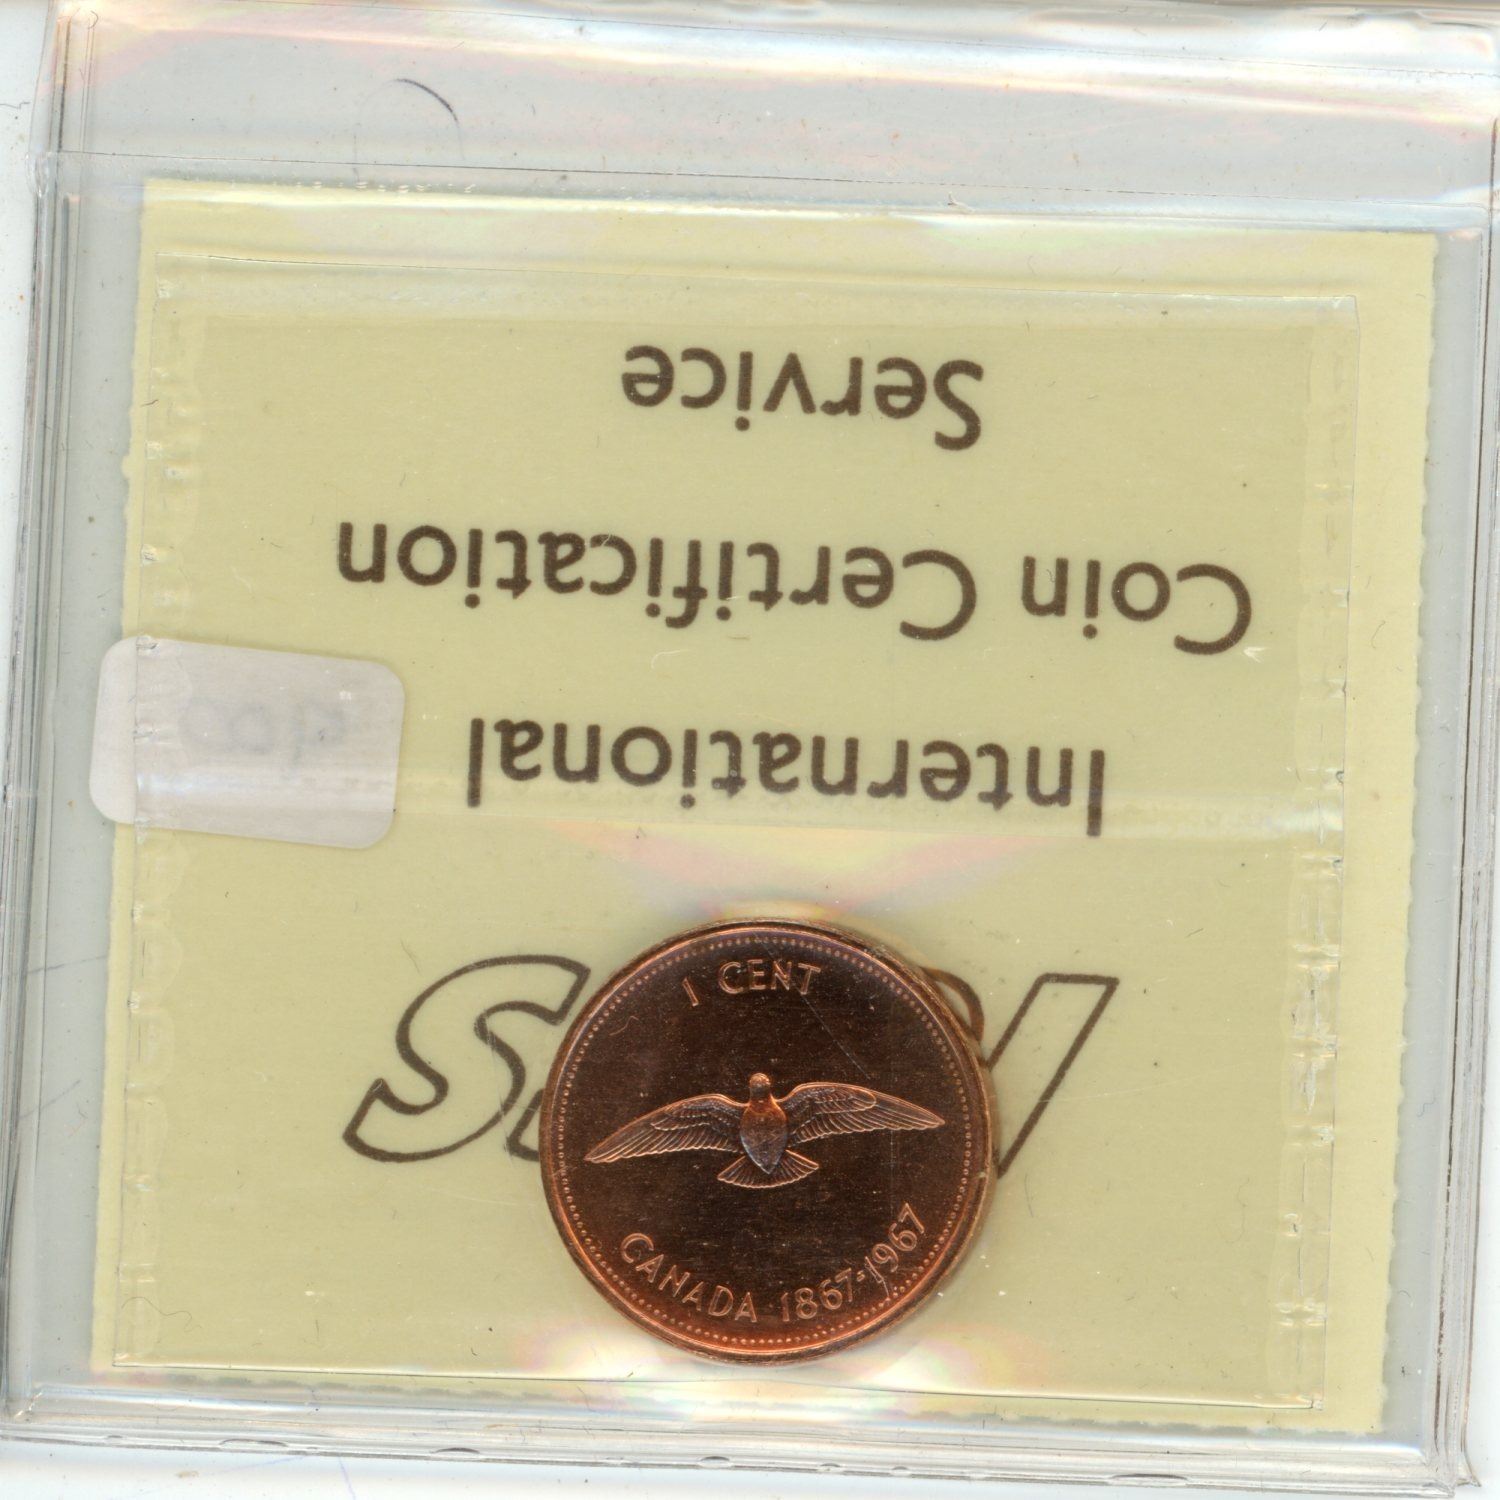 International
Coin Certification
Service
1 CENT
CANADA 1867-1967